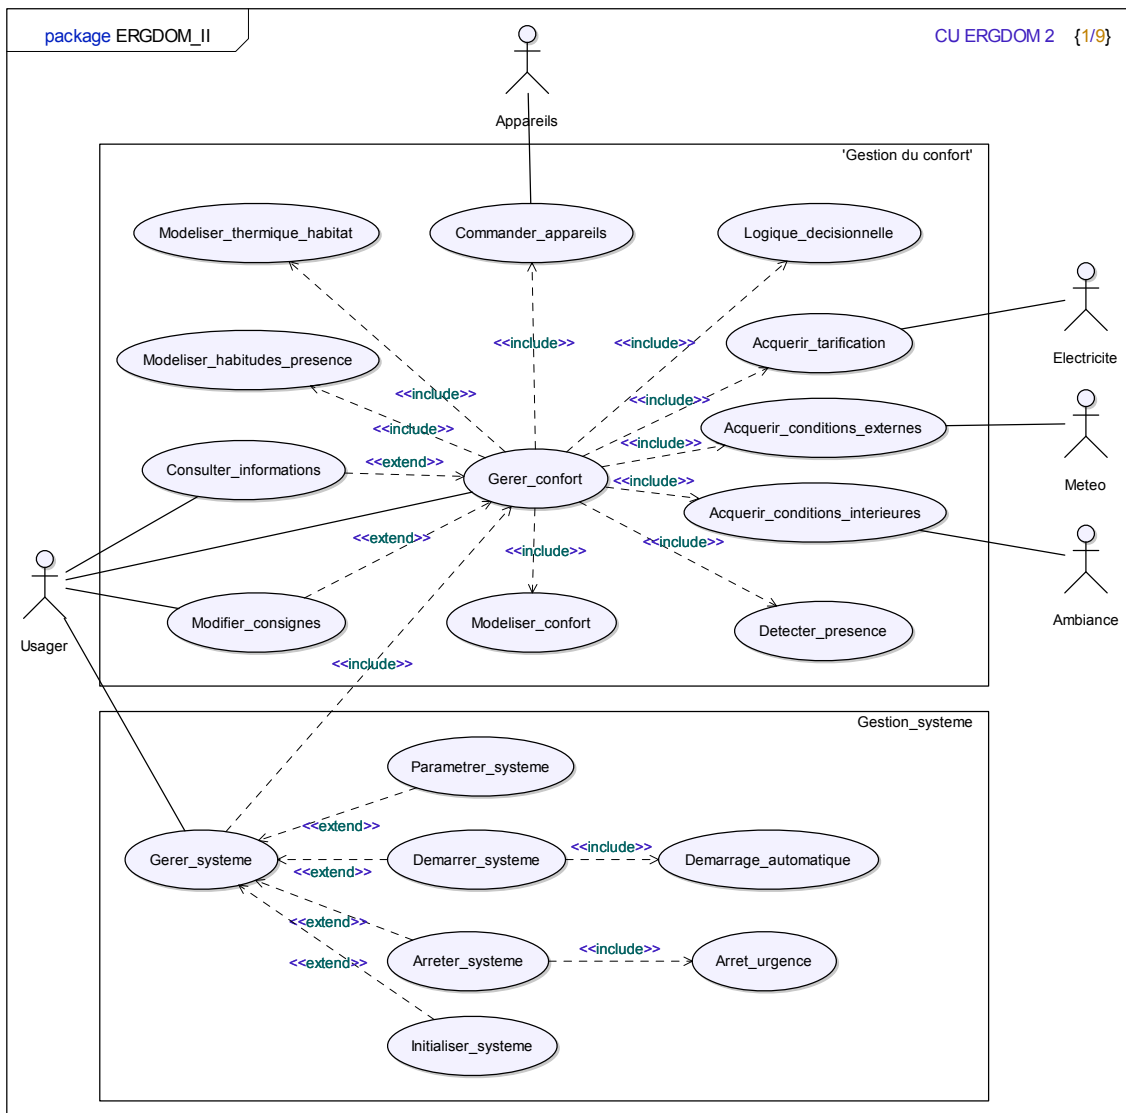 package ERGDOM_II
CU ERGDOM 2 {1/9}
Appareils
'Gestion du confort'
Modeliser_thermique_habitat
Commander_appareils
Logique_decisionnelle
Electricite
<<include>>
<<include>>
Acquerir_tarification
Modeliser_habitudes_presence
<<include>>
<<include>>
Acquerir_conditions_externes
<<include>>
<<include>>
Meteo
Consulter_informations
<<extend>>
Gerer_confort
<<include>>
Acquerir_conditions_interieures
<<extend>>
<<include>>
<<include>>
Usager
Modifier_consignes
Modeliser_confort
Detecter_presence
Ambiance
<<include>>
Gestion_systeme
Parametrer_systeme
<<extend>>
Gerer_systeme
Demarrer_systeme
<<include>>
Demarrage_automatique
<<extend>>
<<extend>>
Arreter_systeme
<<include>>
Arret_urgence
<<extend>>
Initialiser_systeme